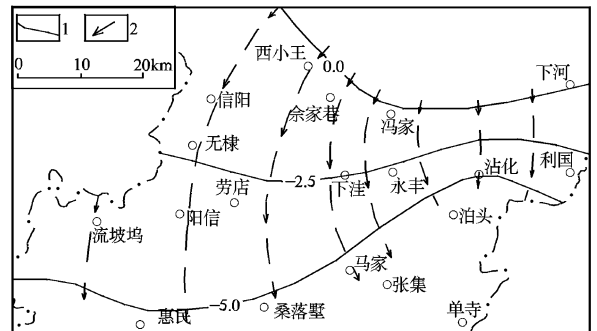 1
2
0
10
20km
西小王
0.0
下河
信阳
佘家巷
冯家
无棣
沾化
利国
-2.5
下洼
永丰
劳店
阳信
泊头
流坡坞
马家
张集
-5.0
惠民
桑落墅
单寺